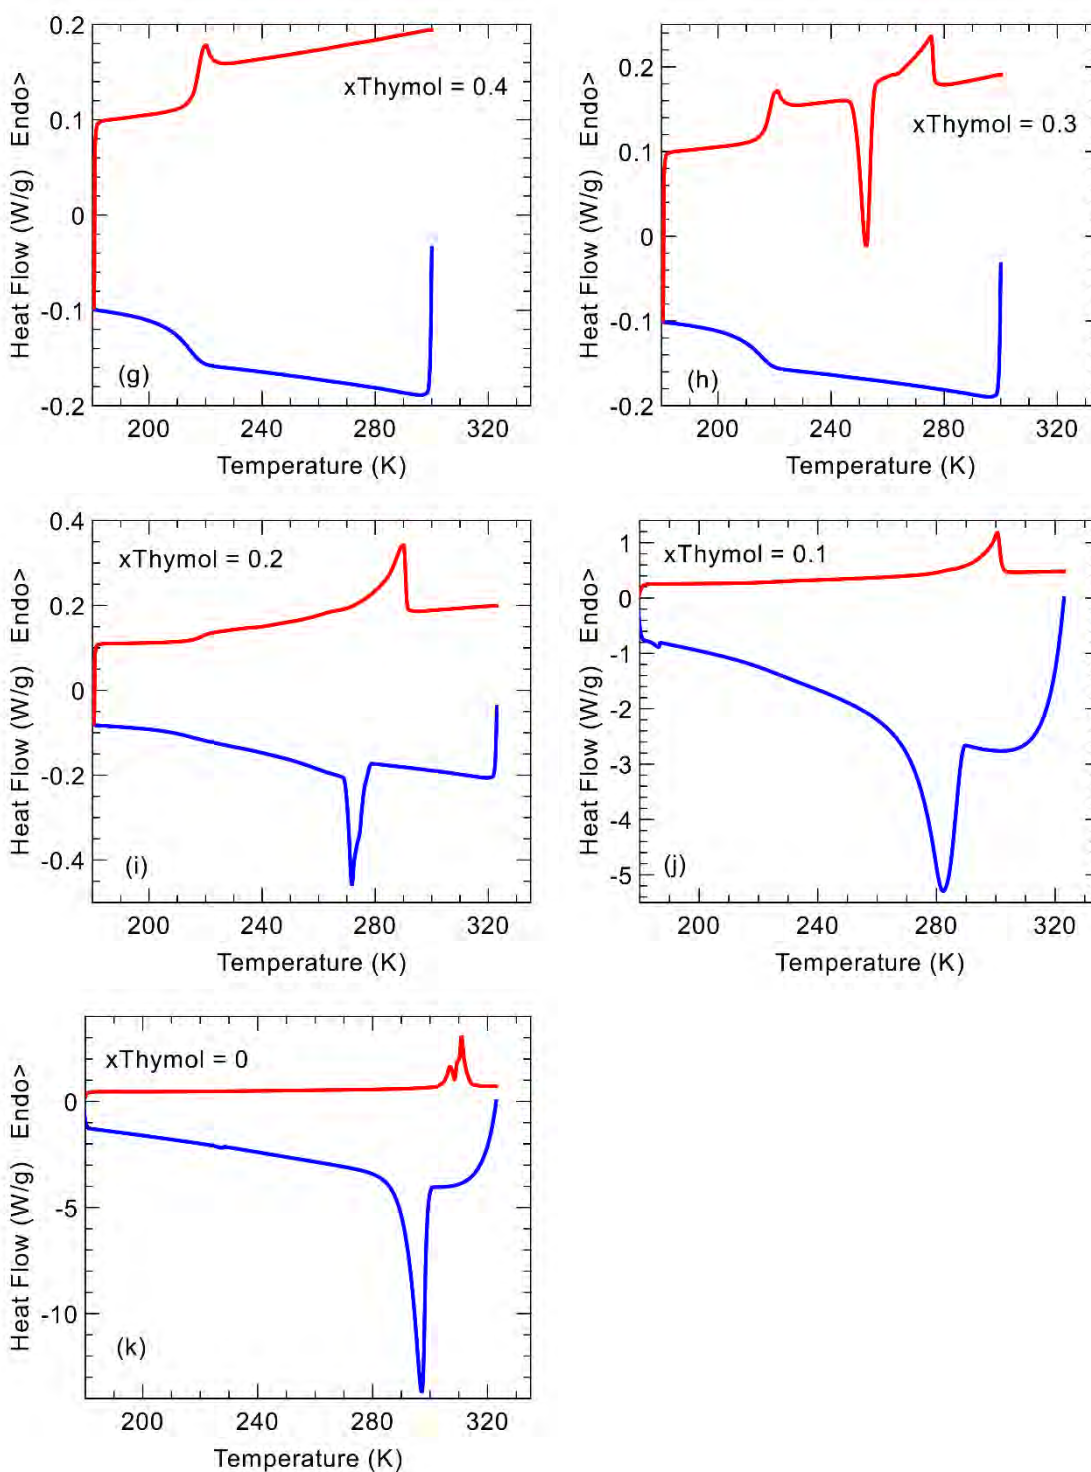 0.2
0.1
0
-0.1
-0.2
Heat Flow (W/g) Endo>
xThymol = 0.4
(g)
200 240 280 320
Temperature (K)
0.2
0.1
0
-0.1
-0.2
Heat Flow (W/g) Endo>
xThymol = 0.3
(h)
200 240 280 320
Temperature (K)
0.4
0.2
0
-0.2
-0.4
Heat Flow (W/g) Endo>
xThymol = 0.2
(i)
200 240 280 320
Temperature (K)
1
0
-1
-2
-3
-4
-5
Heat Flow (W/g) Endo>
xThymol = 0.1
(j)
200 240 280 320
Temperature (K)
0
-5
-10
Heat Flow (W/g) Endo>
xThymol = 0
(k)
200 240 280 320
Temperature (K)